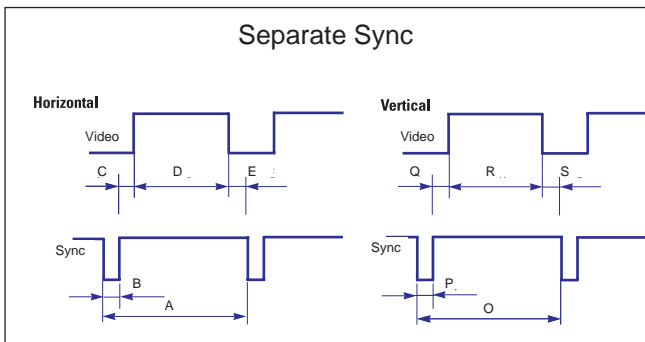 Separate Sync
Horizontal
Vertical
Video
Video
C D E
Q R S
Sync
Sync
B
P
A
O